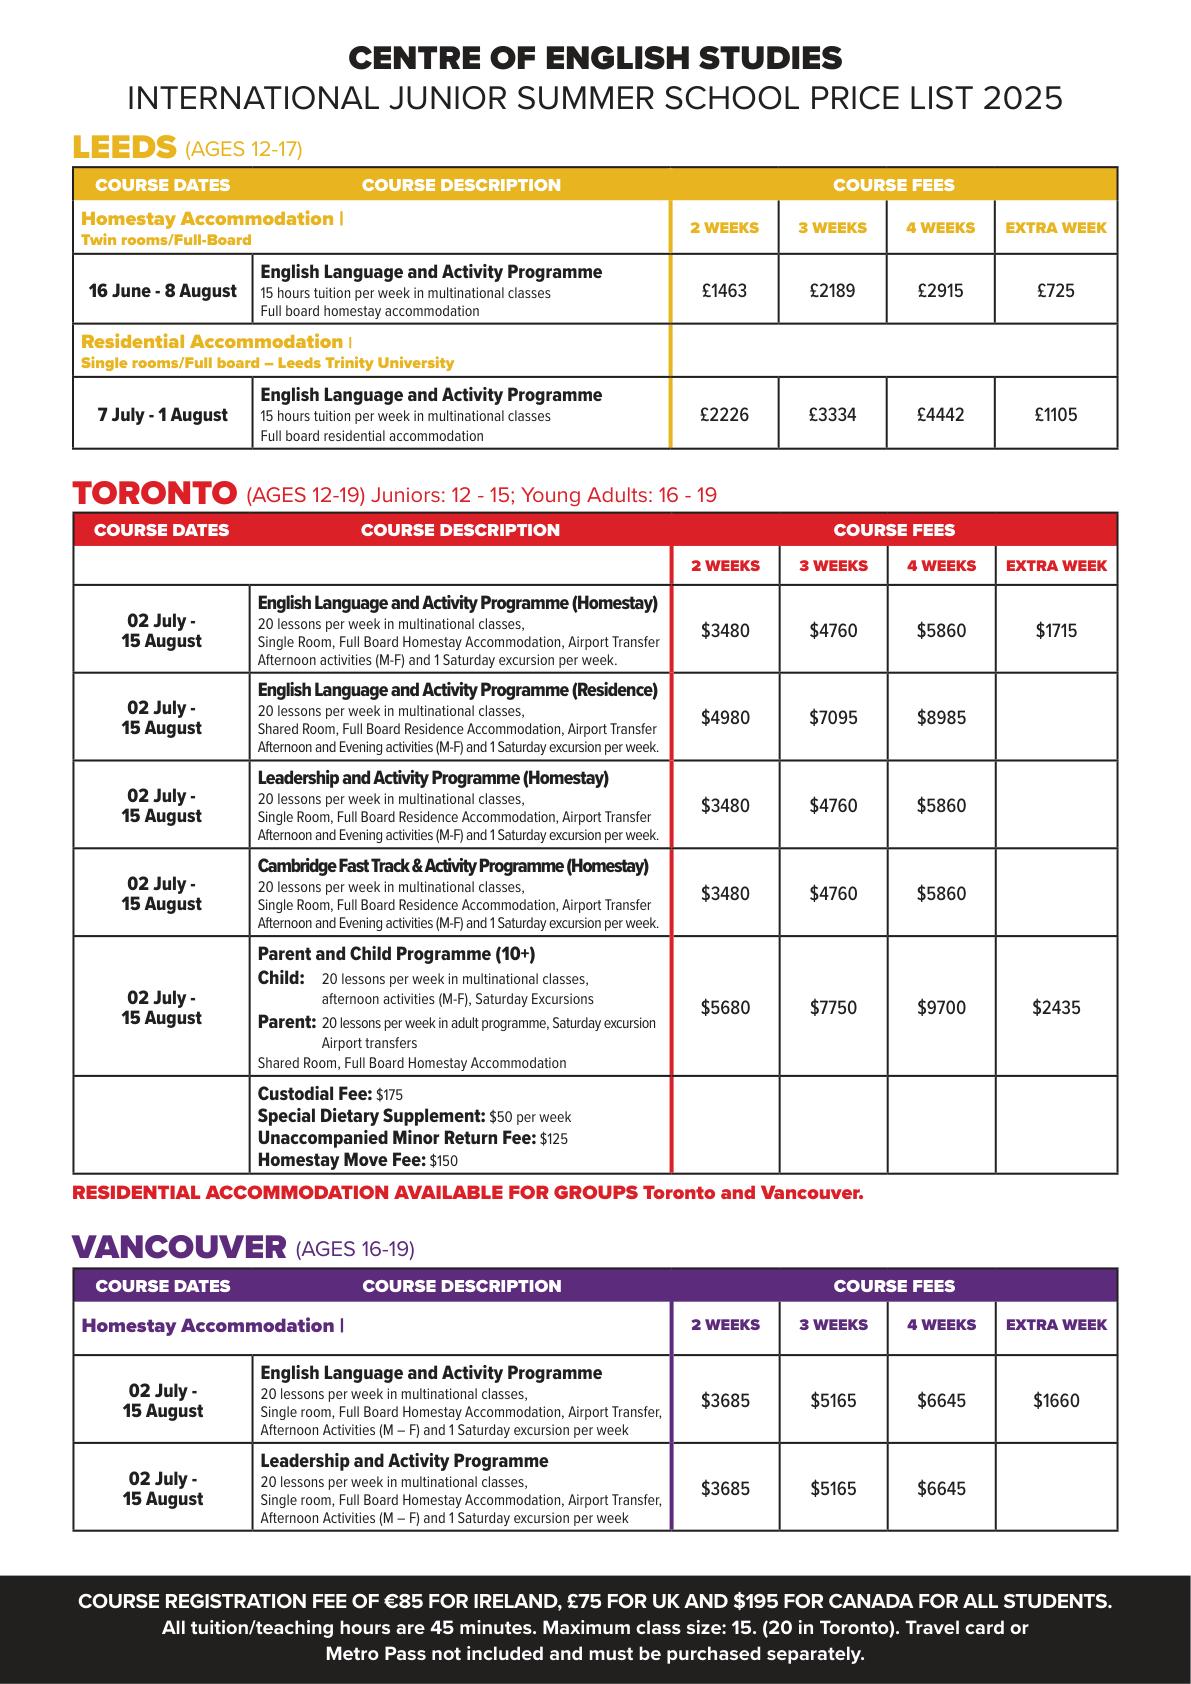 CENTRE OF ENGLISH STUDIES
INTERNATIONAL JUNIOR SUMMER SCHOOL PRICE LIST 2025
LEEDS (AGES 12-17)
COURSE DATES COURSE DESCRIPTION COURSE FEES
Homestay Accommodation |
Twin rooms/Full-Board
2 WEEKS 3 WEEKS 4 WEEKS EXTRA WEEK
16 June - 8 August
English Language and Activity Programme
15 hours tuition per week in multinational classes
Full board homestay accommodation
£1463 £2189 £2915 £725
Residential Accommodation |
Single rooms/Full board – Leeds Trinity University
7 July - 1 August
English Language and Activity Programme
15 hours tuition per week in multinational classes
Full board residential accommodation
£2226 £3334 £4442 £1105
TORONTO (AGES 12-19) Juniors: 12 - 15; Young Adults: 16 - 19
COURSE DATES COURSE DESCRIPTION COURSE FEES
2 WEEKS 3 WEEKS 4 WEEKS EXTRA WEEK
02 July -
15 August
English Language and Activity Programme (Homestay)
20 lessons per week in multinational classes,
Single Room, Full Board Homestay Accommodation, Airport Transfer
Afternoon activities (M-F) and 1 Saturday excursion per week.
$3480 $4760 $5860 $1715
02 July -
15 August
English Language and Activity Programme (Residence)
20 lessons per week in multinational classes,
Shared Room, Full Board Residence Accommodation, Airport Transfer
Afternoon and Evening activities (M-F) and 1 Saturday excursion per week.
$4980 $7095 $8985
02 July -
15 August
Leadership and Activity Programme (Homestay)
20 lessons per week in multinational classes,
Single Room, Full Board Residence Accommodation, Airport Transfer
Afternoon and Evening activities (M-F) and 1 Saturday excursion per week.
$3480 $4760 $5860
02 July -
15 August
Cambridge Fast Track & Activity Programme (Homestay)
20 lessons per week in multinational classes,
Single Room, Full Board Residence Accommodation, Airport Transfer
Afternoon and Evening activities (M-F) and 1 Saturday excursion per week.
$3480 $4760 $5860
02 July -
15 August
Parent and Child Programme (10+)
Child: 20 lessons per week in multinational classes,
afternoon activities (M-F), Saturday Excursions
Parent: 20 lessons per week in adult programme, Saturday excursion
Airport transfers
Shared Room, Full Board Homestay Accommodation
$5680 $7750 $9700 $2435
Custodial Fee: $175
Special Dietary Supplement: $50 per week
Unaccompanied Minor Return Fee: $125
Homestay Move Fee: $150
RESIDENTIAL ACCOMMODATION AVAILABLE FOR GROUPS Toronto and Vancouver.
VANCOUVER (AGES 16-19)
COURSE DATES COURSE DESCRIPTION COURSE FEES
Homestay Accommodation |
2 WEEKS 3 WEEKS 4 WEEKS EXTRA WEEK
02 July -
15 August
English Language and Activity Programme
20 lessons per week in multinational classes,
Single room, Full Board Homestay Accommodation, Airport Transfer,
Afternoon Activities (M – F) and 1 Saturday excursion per week
$3685 $5165 $6645 $1660
02 July -
15 August
Leadership and Activity Programme
20 lessons per week in multinational classes,
Single room, Full Board Homestay Accommodation, Airport Transfer,
Afternoon Activities (M – F) and 1 Saturday excursion per week
$3685 $5165 $6645
COURSE REGISTRATION FEE OF €85 FOR IRELAND, £75 FOR UK AND $195 FOR CANADA FOR ALL STUDENTS.
All tuition/teaching hours are 45 minutes. Maximum class size: 15. (20 in Toronto). Travel card or
Metro Pass not included and must be purchased separately.